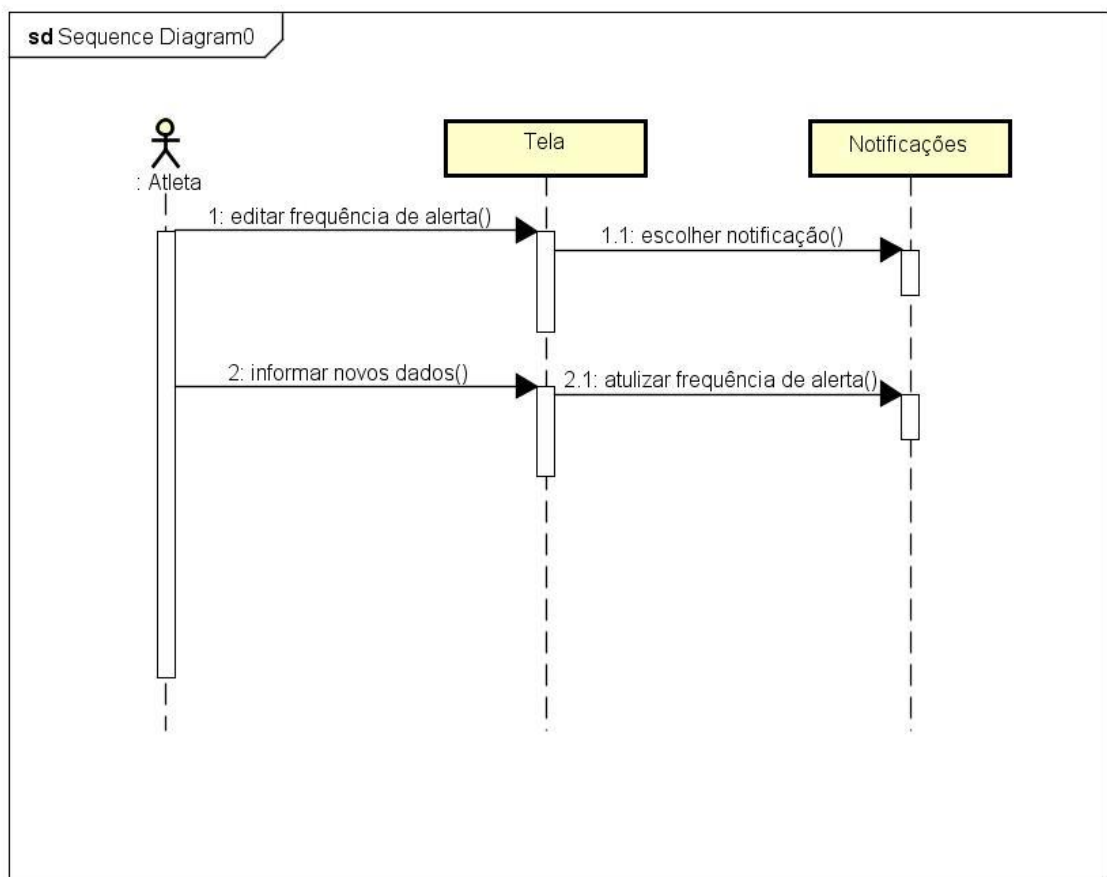 sd Sequence Diagram0
: Atleta
Tela
Notificações
1: editar frequência de alerta()
1.1: escolher notificação()
2: informar novos dados()
2.1: atulizar frequência de alerta()